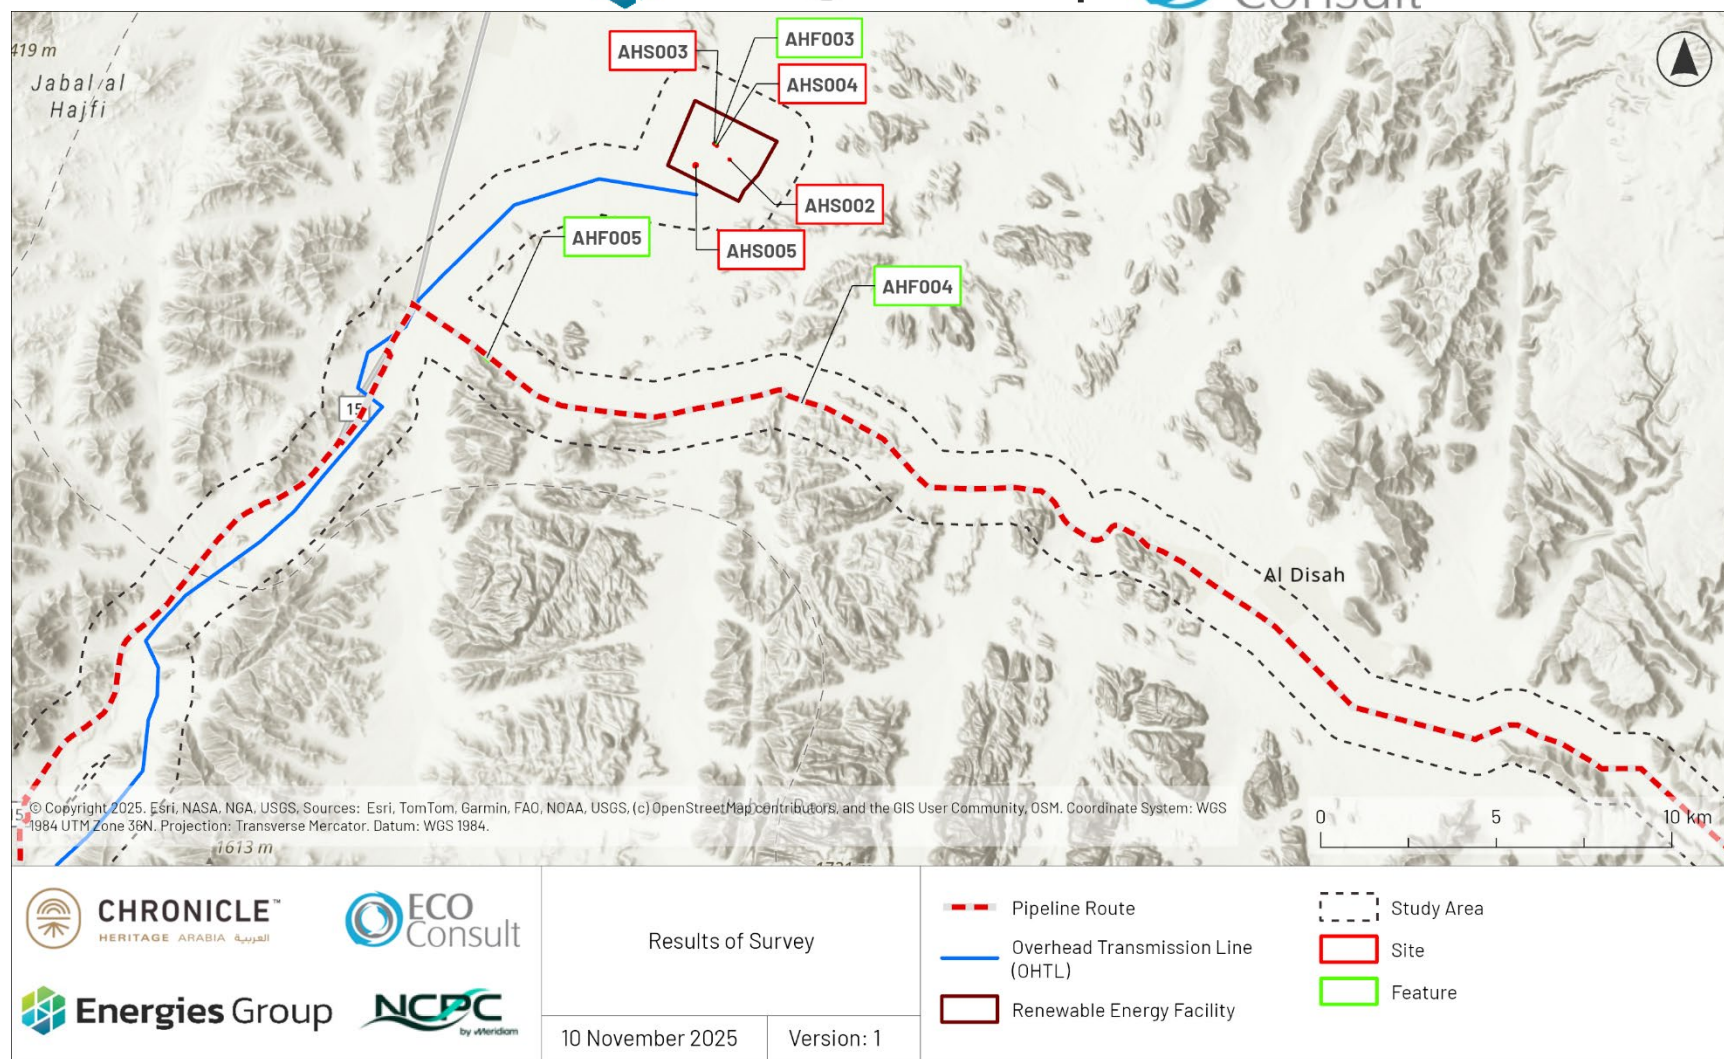 Consult
419 m
Jabal al
Hajfi
AHS003
AHF003
AHS004
AHS002
AHS005
AHF005
AHF004
15
Al Disah
© Copyright 2025. Esri, NASA, NGA, USGS, Sources: Esri, TomTom, Garmin, FAO, NOAA, USGS, (c) OpenStreetMap contributors, and the GIS User Community, OSM. Coordinate System: WGS
1984 UTM Zone 36N. Projection: Transverse Mercator. Datum: WGS 1984.
0 5 10 km
1613 m
CHRONICLE™
HERITAGE ARABIA العربية
ECO
Consult
Energies Group
NCPC
by Meridiam
Results of Survey
10 November 2025
Version: 1
Pipeline Route
Overhead Transmission Line
(OHTL)
Renewable Energy Facility
Study Area
Site
Feature